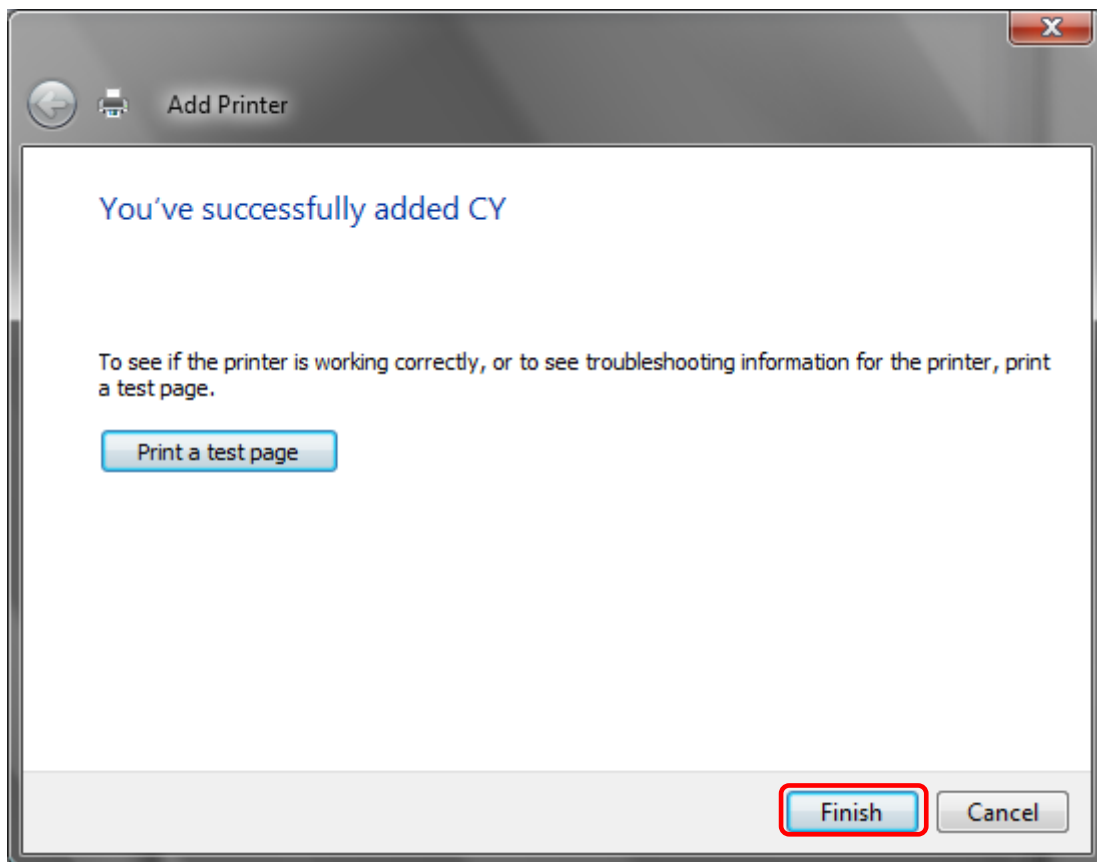 Add Printer
You've successfully added CY
To see if the printer is working correctly, or to see troubleshooting information for the printer, print
a test page.
Print a test page
Finish
Cancel